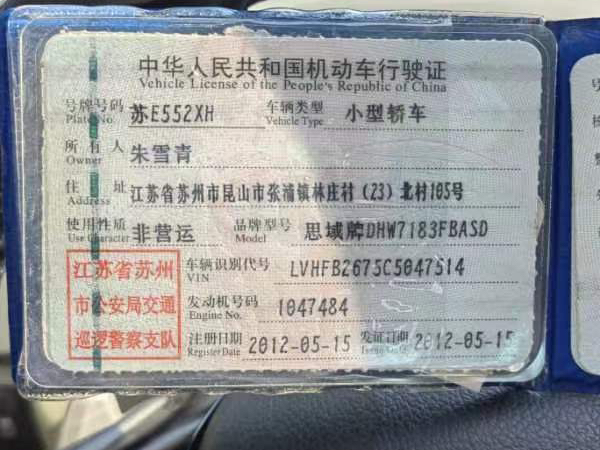 中华人民共和国机动车行驶证
Vehicle License of the People's Republic of China
号牌号码 苏E552XH 车辆类型 小型轿车
Plate No. Vehicle Type
所有人 朱雪青
Owner
住址 江苏省苏州市昆山市张浦镇林庄村（23）北村105号
Address
使用性质 非营运 品牌型号 思域牌DHW7183FBASD
Use Character Model
江苏省苏州 车辆识别代号 LVHFB2675C5047514
VIN
市公安局交通 发动机号码 1047484
Engine No.
巡逻警察支队 注册日期 2012-05-15 发证日期 2012-05-15
Register Date